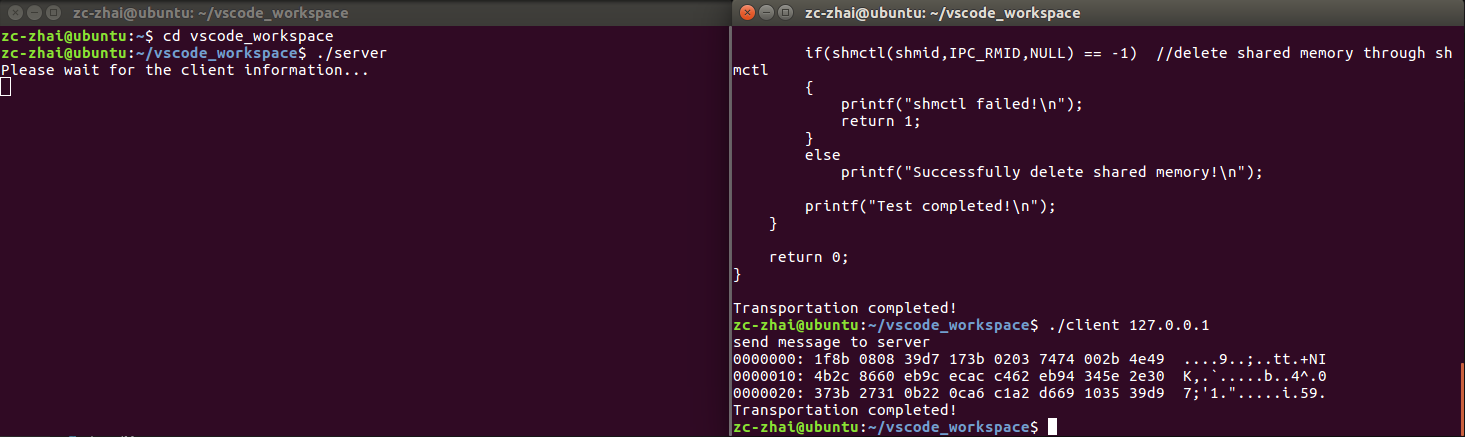 zc-zhai@ubuntu: ~/vscode_workspace
zc-zhai@ubuntu:~$ cd vscode_workspace
zc-zhai@ubuntu:~/vscode_workspace$ ./server
Please wait for the client information...
zc-zhai@ubuntu: ~/vscode_workspace
if(shmctl(shmid,IPC_RMID,NULL) == -1)  //delete shared memory through sh
mctl
{
printf("shmctl failed!\n");
return 1;
}
else
printf("Successfully delete shared memory!\n");
printf("Test completed!\n");
}
return 0;
}
Transportation completed!
zc-zhai@ubuntu:~/vscode_workspace$ ./client 127.0.0.1
send message to server
0000000: 1f8b 0808 39d7 173b 0203 7474 002b 4e49  ....9..;..tt.+NI
0000010: 4b2c 8660 eb9c ecac c462 eb94 345e 2e30  K,.`.....b..4^.0
0000020: 373b 2731 0b22 0ca6 c1a2 d669 1035 39d9  7;'1.".....i.59.
Transportation completed!
zc-zhai@ubuntu:~/vscode_workspace$